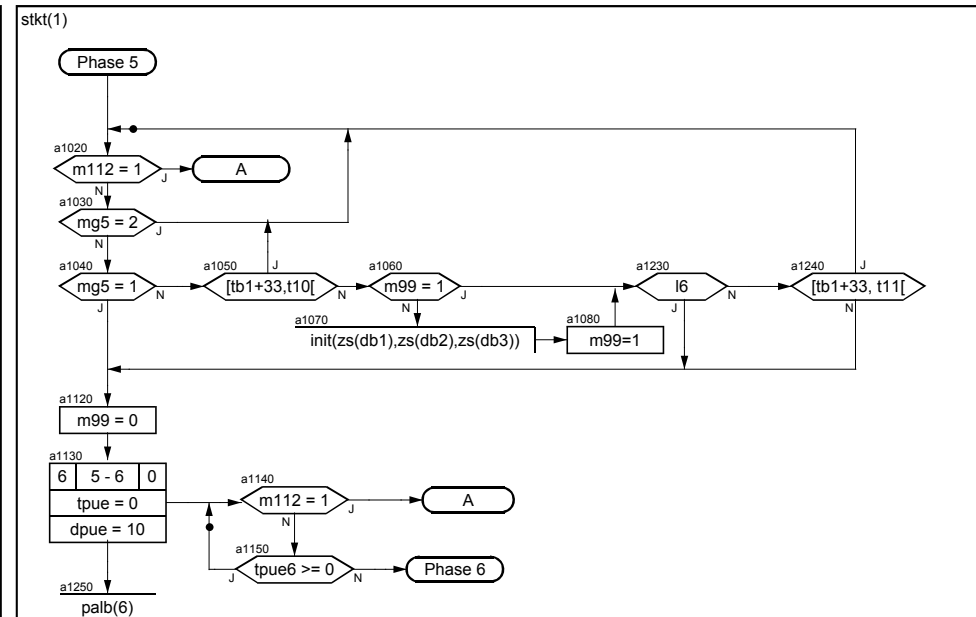 stkt(1)
Phase 5
a1020
m112 = 1
J
A
N
a1030
mg5 = 2
J
N
a1040
mg5 = 1
N
J
a1050
[tb1+33,t10[
J
N
a1060
m99 = 1
J
N
a1070
init(zs(db1),zs(db2),zs(db3))
a1080
m99=1
a1230
l6
N
J
a1240
[tb1+33, t11[
J
N
a1120
m99 = 0
a1130
6 5 - 6 0
tpue = 0
dpue = 10
a1140
m112 = 1
J
A
N
a1150
tpue6 >= 0
J
N
Phase 6
a1250
palb(6)